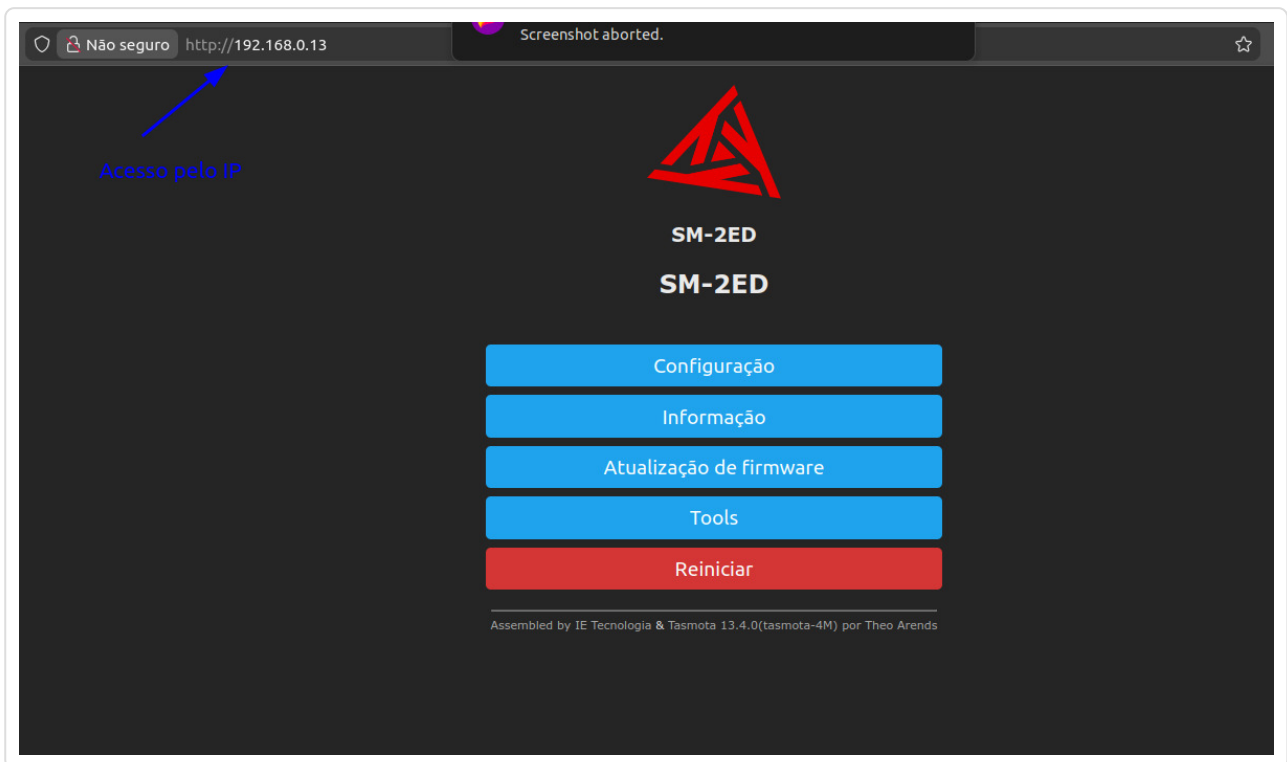 Screenshot aborted.
Não seguro http://192.168.0.13
Acesso pelo IP
SM-2ED
SM-2ED
Configuração
Informação
Atualização de firmware
Tools
Reiniciar
Assembled by IE Tecnologia & Tasmota 13.4.0(tasmota-4M) por Theo Arends